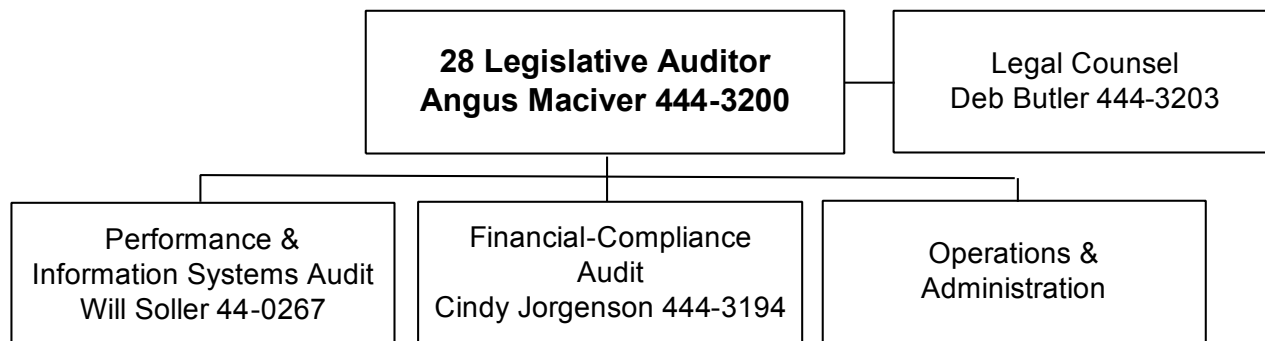 28 Legislative Auditor
Angus Maciver 444-3200
Legal Counsel
Deb Butler 444-3203
Performance &
Information Systems Audit
Will Soller 44-0267
Financial-Compliance
Audit
Cindy Jorgenson 444-3194
Operations &
Administration